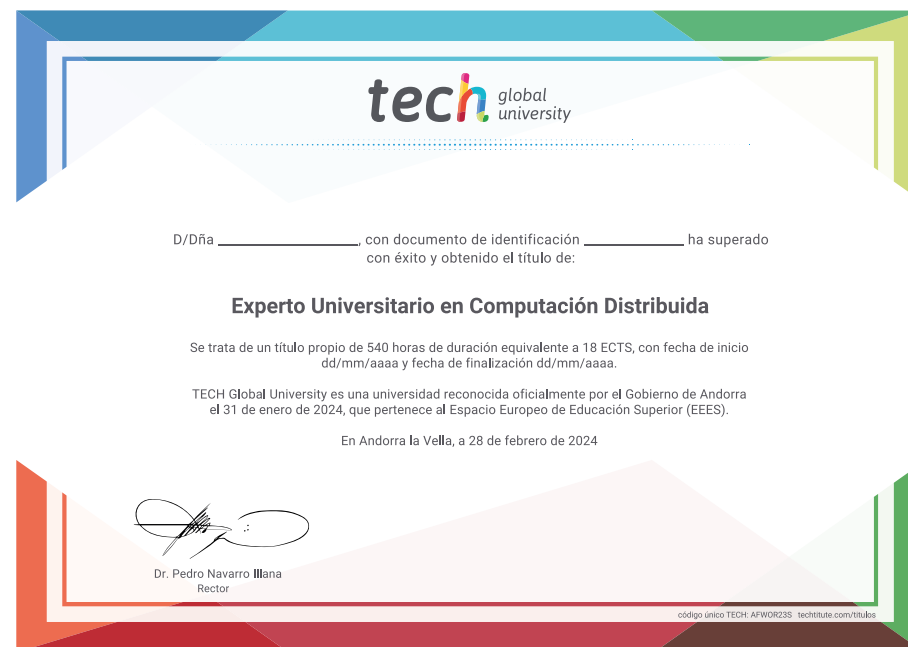 tech global university
D/Dña ____________________, con documento de identificación ______________ ha superado
con éxito y obtenido el título de:
Experto Universitario en Computación Distribuida
Se trata de un título propio de 540 horas de duración equivalente a 18 ECTS, con fecha de inicio
dd/mm/aaaa y fecha de finalización dd/mm/aaaa.
TECH Global University es una universidad reconocida oficialmente por el Gobierno de Andorra
el 31 de enero de 2024, que pertenece al Espacio Europeo de Educación Superior (EEES).
En Andorra la Vella, a 28 de febrero de 2024
Dr. Pedro Navarro Illana
Rector
código único TECH: AFWOR23S techtitute.com/titulos